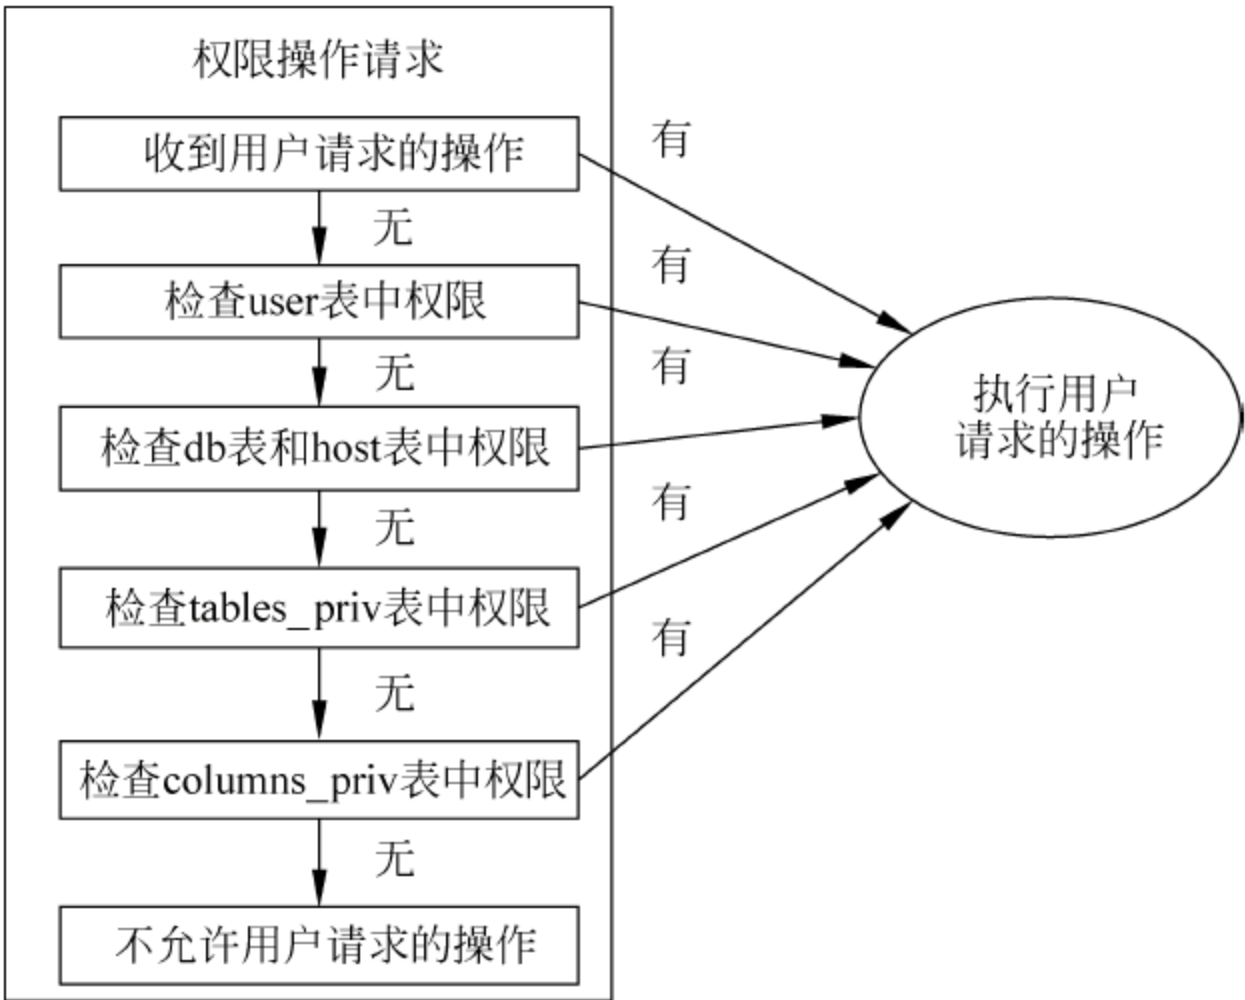 权限操作请求
收到用户请求的操作
有
无
有
检查user表中权限
无
有
检查db表和host表中权限
执行用户
请求的操作
无
有
检查tables_priv表中权限
有
无
检查columns_priv表中权限
无
不允许用户请求的操作